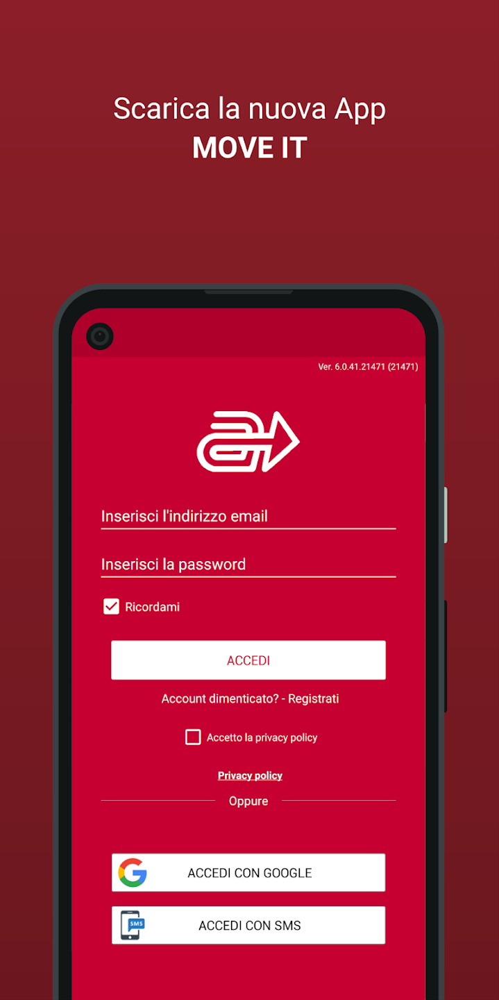 Scarica la nuova App
MOVE IT
Ver. 6.0.41.21471 (21471)
Inserisci l'indirizzo email
Inserisci la password
Ricordami
ACCEDI
Account dimenticato? - Registrati
Accetto la privacy policy
Privacy policy
Oppure
ACCEDI CON GOOGLE
SMS
ACCEDI CON SMS